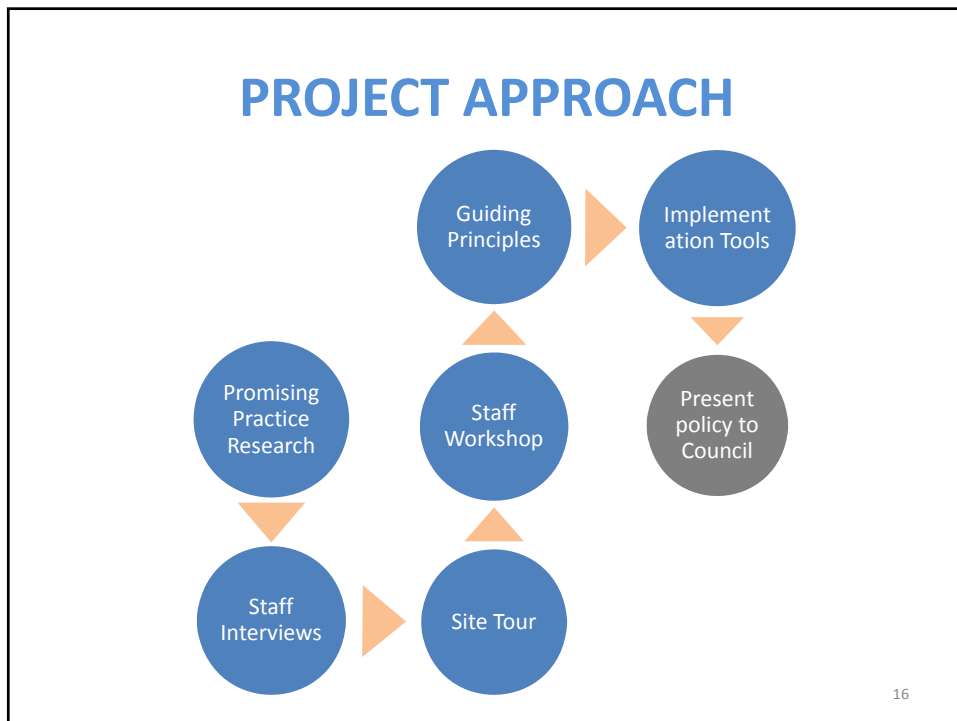 PROJECT APPROACH
Promising
Practice
Research
Staff
Interviews
Site Tour
Staff
Workshop
Guiding
Principles
Implement
ation Tools
Present
policy to
Council
16